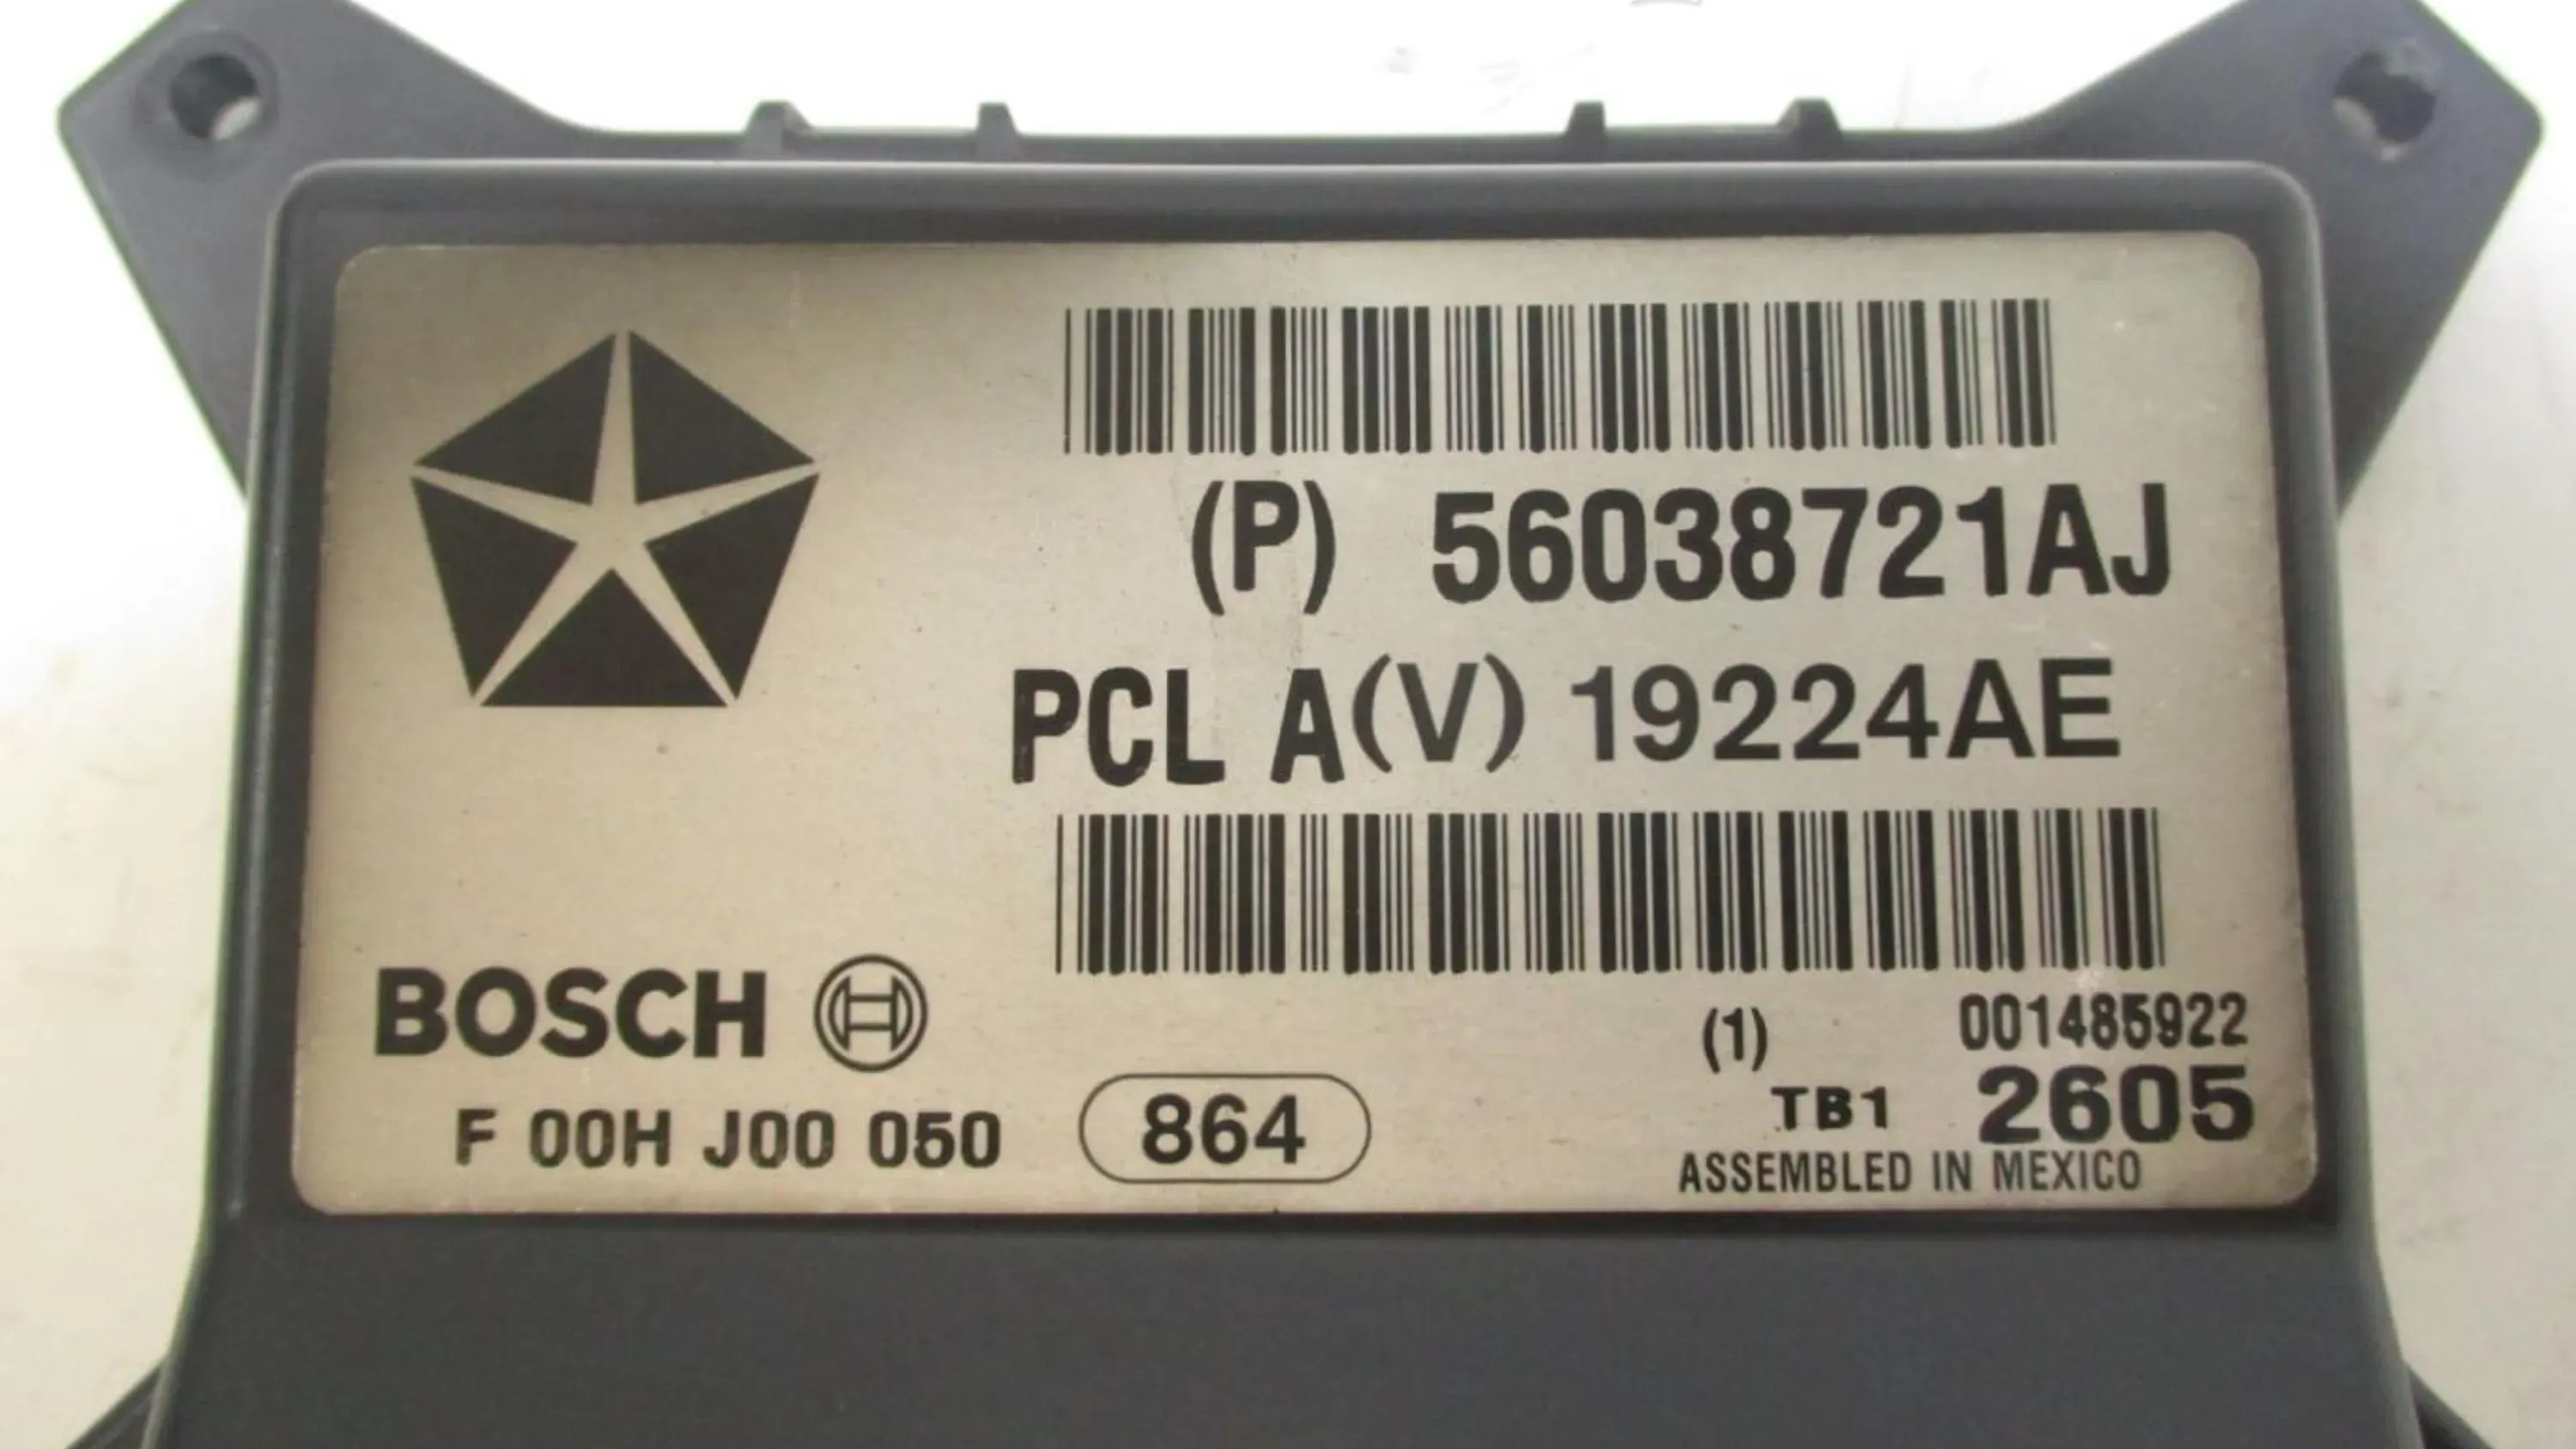 (P) 56038721AJ
PCL A(V) 19224AE
BOSCH
(1) 001485922
F 00H J00 050 864 TB1 2605
ASSEMBLED IN MEXICO